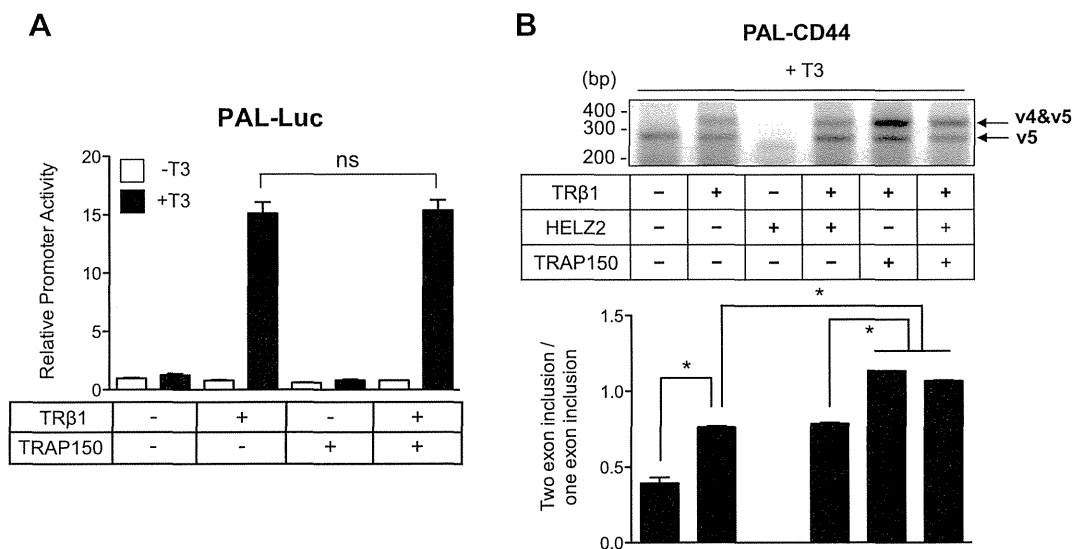 A
PAL-Luc
Relative Promoter Activity
20
15
10
5
0
-T3
+T3
ns
TRβ1 - + - +
TRAP150 - - + +
B
PAL-CD44
+ T3
(bp)
400 -
300 -
200 -
v4&v5
v5
TRβ1 – + – + + +
HELZ2 – – + + – +
TRAP150 – – – – + +
Two exon inclusion /
one exon inclusion
1.5
1.0
0.5
0.0
*
*
*